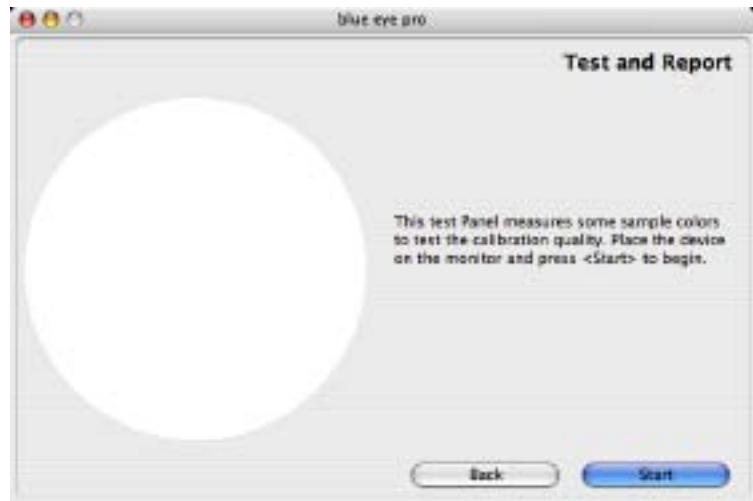 blue eye pro
Test and Report
This test Panel measures some sample colors
to test the calibration quality. Place the device
on the monitor and press <Start> to begin.
Back
Start